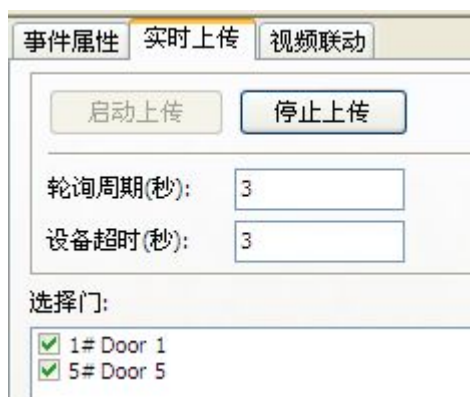 事件属性 实时上传 视频联动
启动上传 停止上传
轮询周期(秒): 3
设备超时(秒): 3
选择门:
1# Door 1
5# Door 5